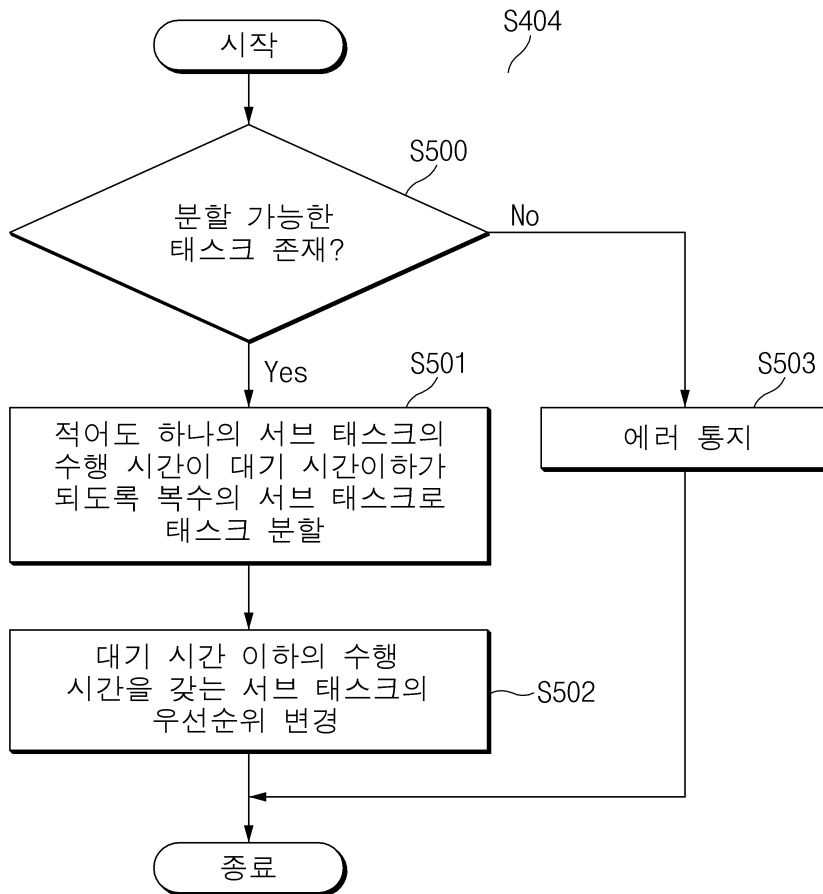 시작
S404
S500
분할 가능한
태스크 존재?
No
Yes
S501
적어도 하나의 서브 태스크의
수행 시간이 대기 시간이하가
되도록 복수의 서브 태스크로
태스크 분할
S503
에러 통지
대기 시간 이하의 수행
시간을 갖는 서브 태스크의
우선순위 변경
S502
종료